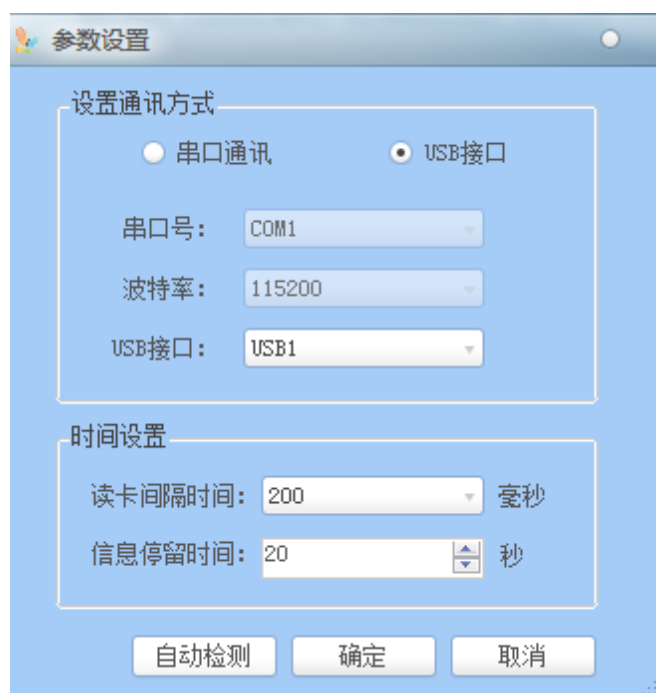 参数设置
设置通讯方式
串口通讯 USB接口
串口号： COM1
波特率： 115200
USB接口： USB1
时间设置
读卡间隔时间： 200 毫秒
信息停留时间： 20 秒
自动检测 确定 取消